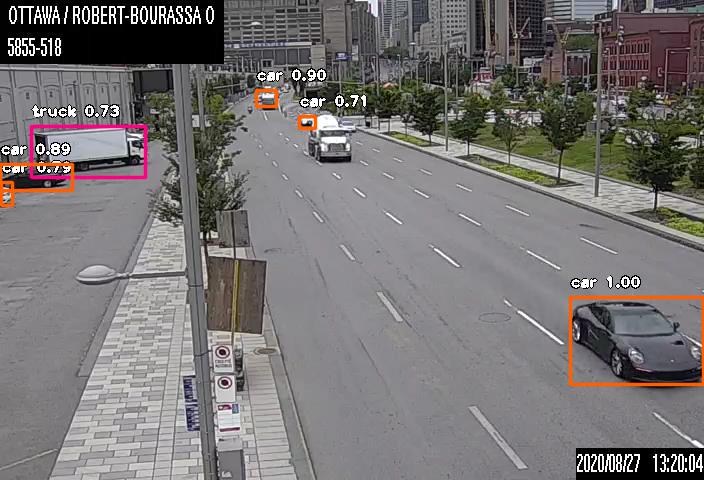 OTTAWA / ROBERT-BOURASSA O
5855-518
car 0.90
car 0.71
truck 0.73
car 0.89
car 0.79
car 1.00
2020/08/27 13:20:04